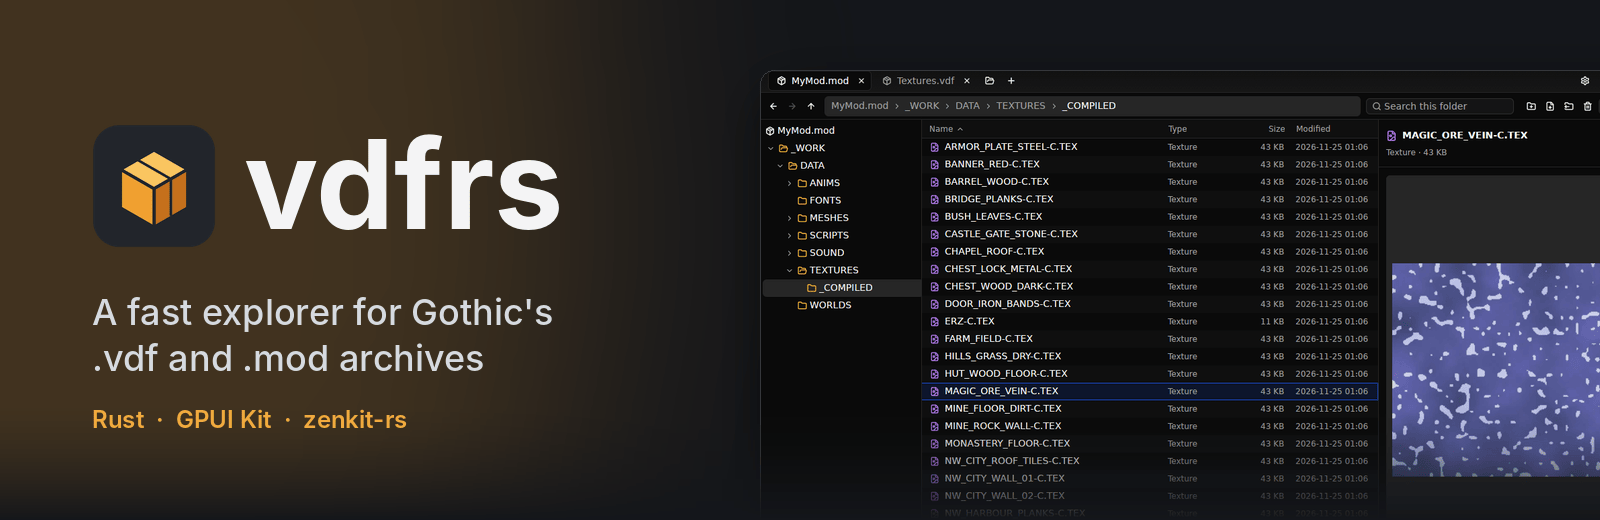 vdfrs
A fast explorer for Gothic's
.vdf and .mod archives
Rust · GPUI Kit · zenkit-rs
MyMod.mod × Textures.vdf × +
MyMod.mod › _WORK › DATA › TEXTURES › _COMPILED
Search this folder
MyMod.mod
_WORK
DATA
ANIMS
FONTS
MESHES
SCRIPTS
SOUND
TEXTURES
_COMPILED
WORLDS
Name Type Size Modified
ARMOR_PLATE_STEEL-C.TEX Texture 43 KB 2026-11-25 01:06
BANNER_RED-C.TEX Texture 43 KB 2026-11-25 01:06
BARREL_WOOD-C.TEX Texture 43 KB 2026-11-25 01:06
BRIDGE_PLANKS-C.TEX Texture 43 KB 2026-11-25 01:06
BUSH_LEAVES-C.TEX Texture 43 KB 2026-11-25 01:06
CASTLE_GATE_STONE-C.TEX Texture 43 KB 2026-11-25 01:06
CHAPEL_ROOF-C.TEX Texture 43 KB 2026-11-25 01:06
CHEST_LOCK_METAL-C.TEX Texture 43 KB 2026-11-25 01:06
CHEST_WOOD_DARK-C.TEX Texture 43 KB 2026-11-25 01:06
DOOR_IRON_BANDS-C.TEX Texture 43 KB 2026-11-25 01:06
ERZ-C.TEX Texture 11 KB 2026-11-25 01:06
FARM_FIELD-C.TEX Texture 43 KB 2026-11-25 01:06
HILLS_GRASS_DRY-C.TEX Texture 43 KB 2026-11-25 01:06
HUT_WOOD_FLOOR-C.TEX Texture 43 KB 2026-11-25 01:06
MAGIC_ORE_VEIN-C.TEX Texture 43 KB 2026-11-25 01:06
MINE_FLOOR_DIRT-C.TEX Texture 43 KB 2026-11-25 01:06
MINE_ROCK_WALL-C.TEX Texture 43 KB 2026-11-25 01:06
MONASTERY_FLOOR-C.TEX Texture 43 KB 2026-11-25 01:06
NW_CITY_ROOF_TILES-C.TEX Texture 43 KB 2026-11-25 01:06
NW_CITY_WALL_01-C.TEX Texture 43 KB 2026-11-25 01:06
NW_CITY_WALL_02-C.TEX Texture 43 KB 2026-11-25 01:06
NW_HARBOUR_PLANKS-C.TEX Texture 43 KB 2026-11-25 01:06
MAGIC_ORE_VEIN-C.TEX
Texture · 43 KB